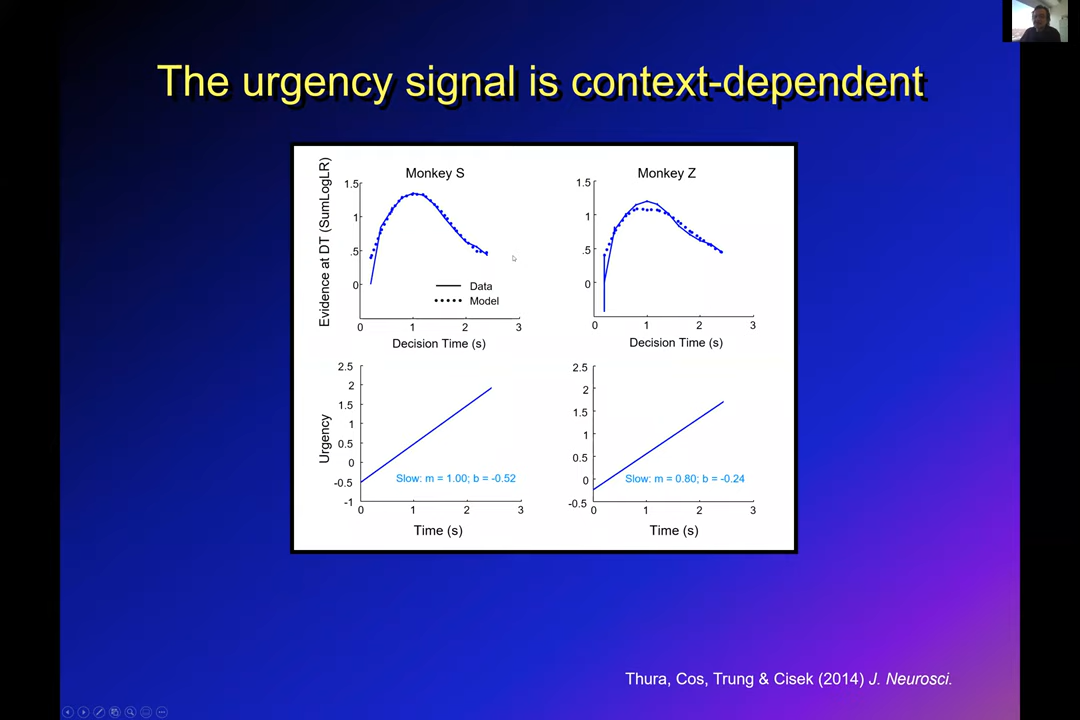 The urgency signal is context-dependent
Monkey S
Monkey Z
Evidence at DT (SumLogLR)
1.5
1
.5
0
0
1
2
3
Decision Time (s)
Data
Model
1.5
1
.5
0
0
1
2
3
Decision Time (s)
Urgency
2.5
2
1.5
1
0.5
0
-0.5
-1
0
1
2
3
Slow: m = 1.00; b = -0.52
Time (s)
2.5
2
1.5
1
0.5
0
-0.5
0
1
2
3
Slow: m = 0.80; b = -0.24
Time (s)
Thura, Cos, Trung & Cisek (2014) J. Neurosci.